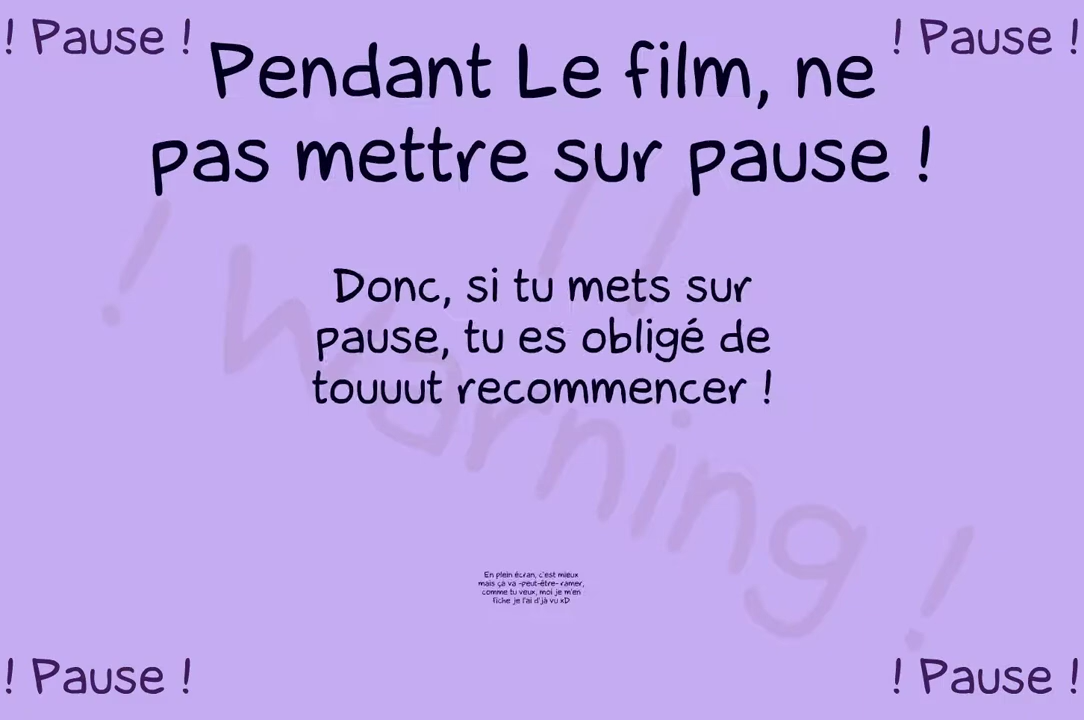 ! Pause !
! Pause !
Pendant Le film, ne
pas mettre sur pause !
Donc, si tu mets sur
pause, tu es obligé de
touuut recommencer !
! Warning !
En plein écran, c'est mieux
mais ça va -peut-être- ramer,
comme tu veux, moi je m'en
fiche je l'ai d'jà vu xD
! Pause !
! Pause !